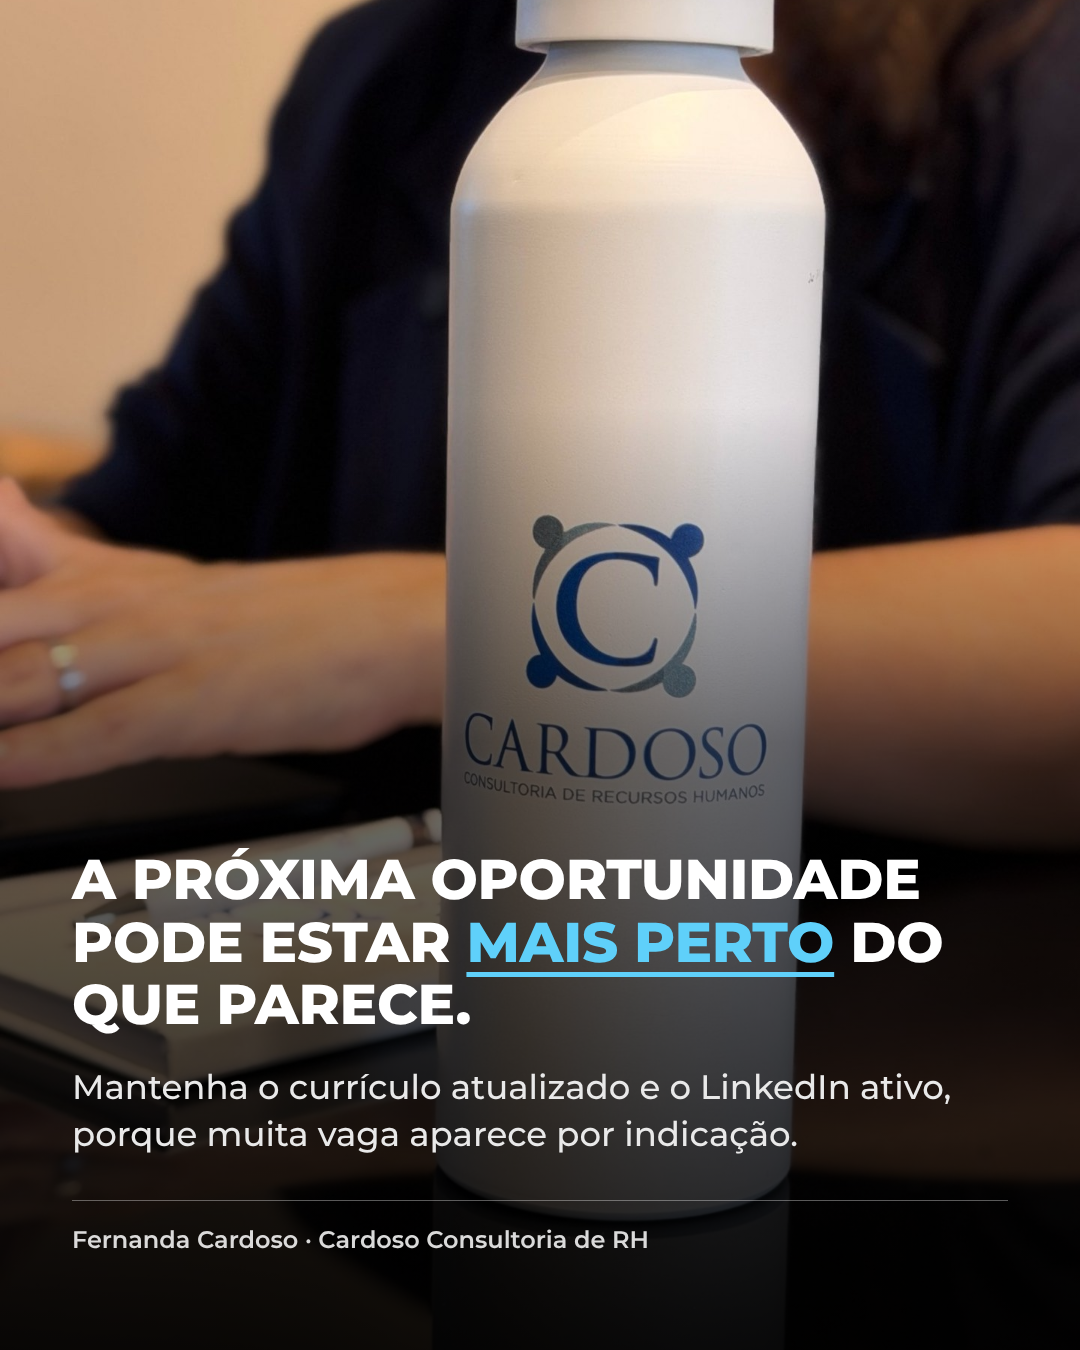 C
CARDOSO
CONSULTORIA DE RECURSOS HUMANOS
A PRÓXIMA OPORTUNIDADE
PODE ESTAR MAIS PERTO DO
QUE PARECE.
Mantenha o currículo atualizado e o LinkedIn ativo,
porque muita vaga aparece por indicação.
Fernanda Cardoso · Cardoso Consultoria de RH